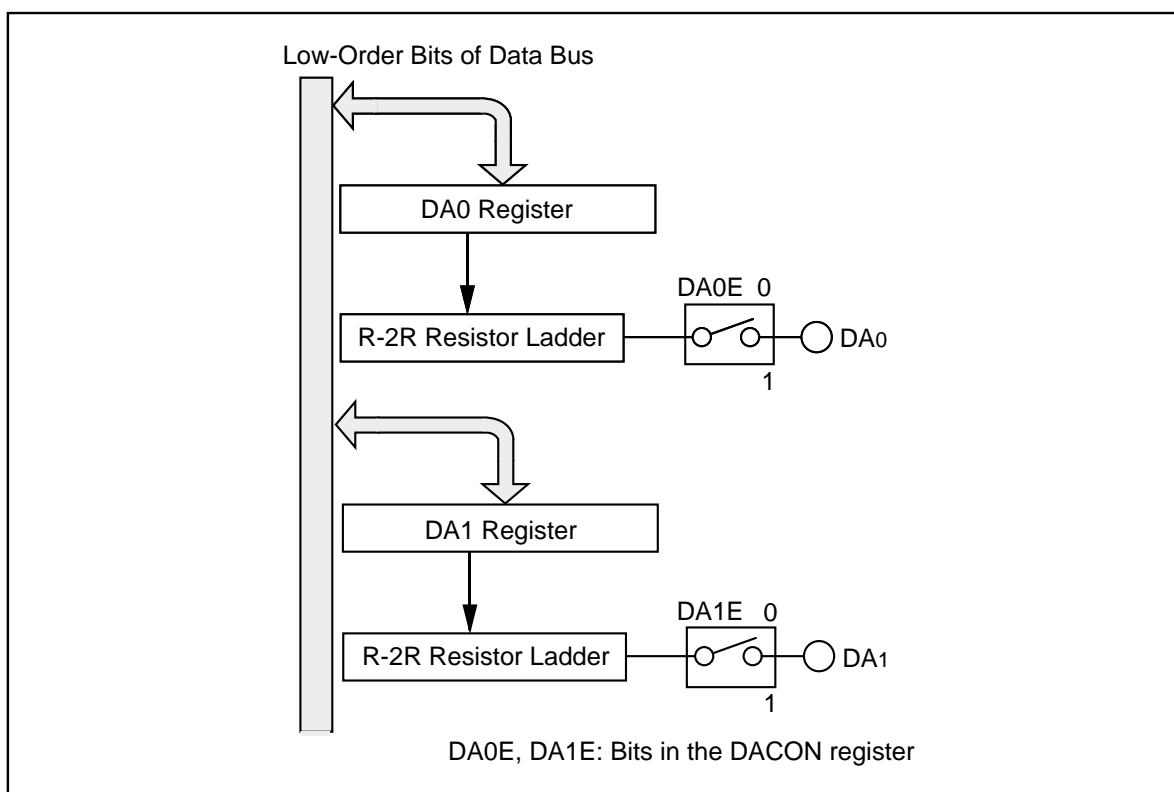 Low-Order Bits of Data Bus
DA0 Register
DA0E 0
R-2R Resistor Ladder
DA0
1
DA1 Register
DA1E 0
R-2R Resistor Ladder
DA1
1
DA0E, DA1E: Bits in the DACON register